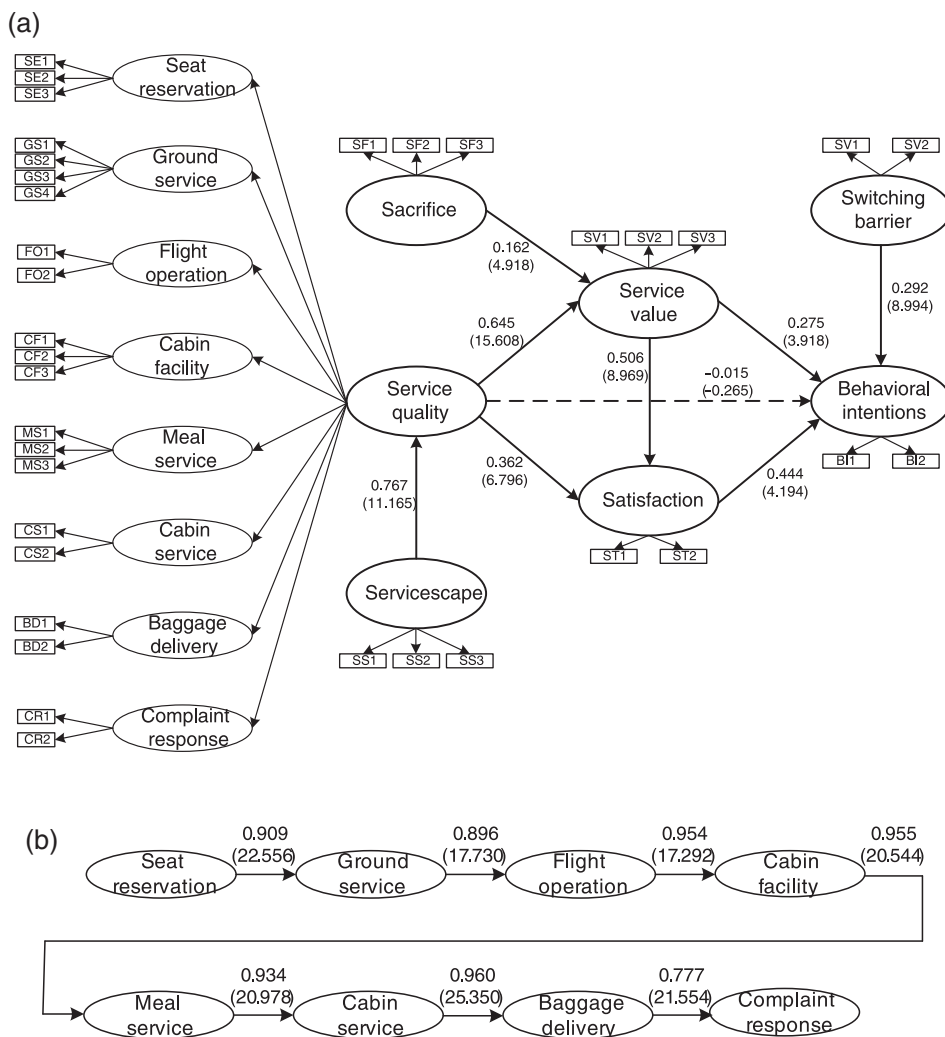 (a)
SE1
SE2
SE3
Seat
reservation
GS1
GS2
GS3
GS4
Ground
service
FO1
FO2
Flight
operation
CF1
CF2
CF3
Cabin
facility
MS1
MS2
MS3
Meal
service
CS1
CS2
Cabin
service
BD1
BD2
Baggage
delivery
CR1
CR2
Complaint
response
SF1
SF2
SF3
Sacrifice
0.162
(4.918)
SV1
SV2
SV3
Service
value
SV1
SV2
Switching
barrier
0.292
(8.994)
0.645
(15.608)
0.275
(3.918)
0.506
(8.969)
−0.015
(−0.265)
Service
quality
Behavioral
intentions
BI1
BI2
0.362
(6.796)
0.444
(4.194)
0.767
(11.165)
Satisfaction
ST1
ST2
Servicescape
SS1
SS2
SS3
(b)
0.909
(22.556)
0.896
(17.730)
0.954
(17.292)
0.955
(20.544)
Seat
reservation
Ground
service
Flight
operation
Cabin
facility
0.934
(20.978)
0.960
(25.350)
0.777
(21.554)
Meal
service
Cabin
service
Baggage
delivery
Complaint
response